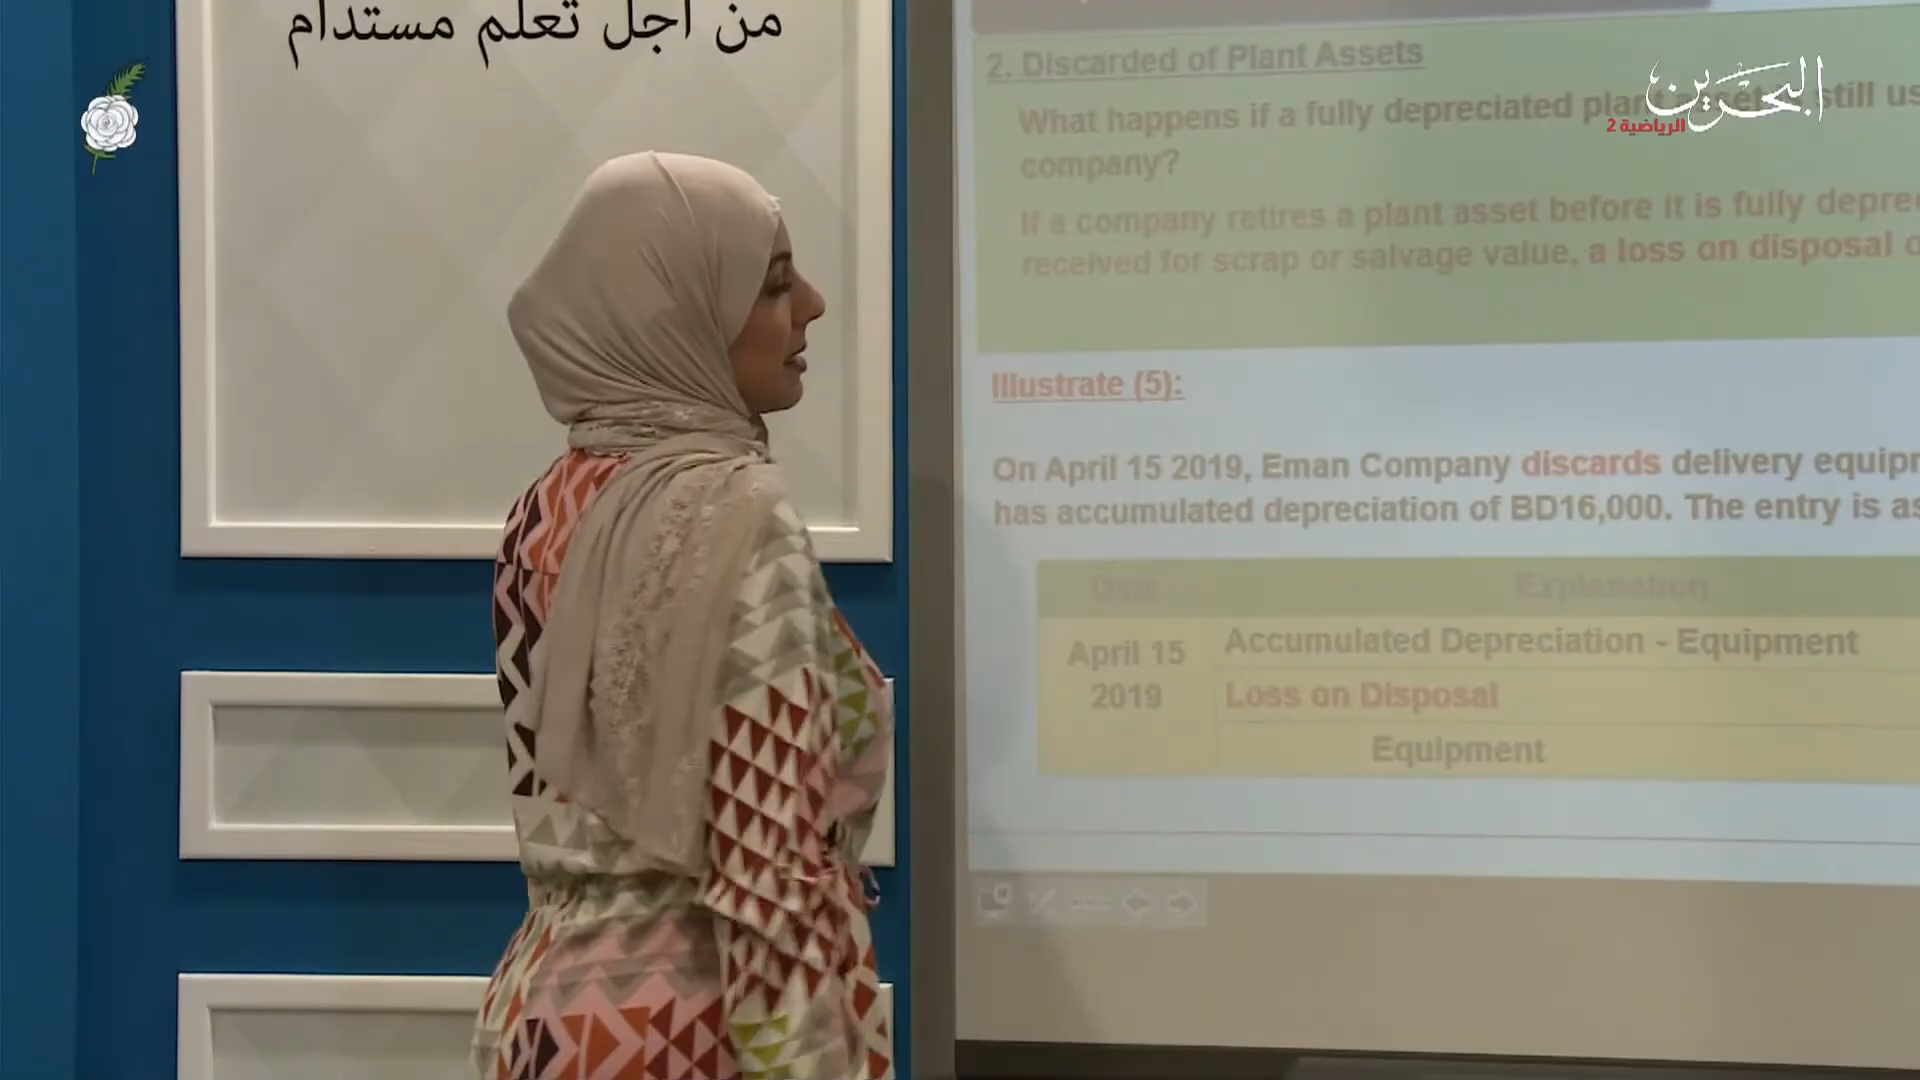 من أجل تعلم مستدام
البحرين
الرياضية 2
2. Discarded of Plant Assets
What happens if a fully depreciated plant asset still us
company?
If a company retires a plant asset before it is fully depre
received for scrap or salvage value, a loss on disposal o
Illustrate (5):
On April 15 2019, Eman Company discards delivery equipm
has accumulated depreciation of BD16,000. The entry is as
Date Explanation
April 15 2019
Accumulated Depreciation - Equipment
Loss on Disposal
Equipment